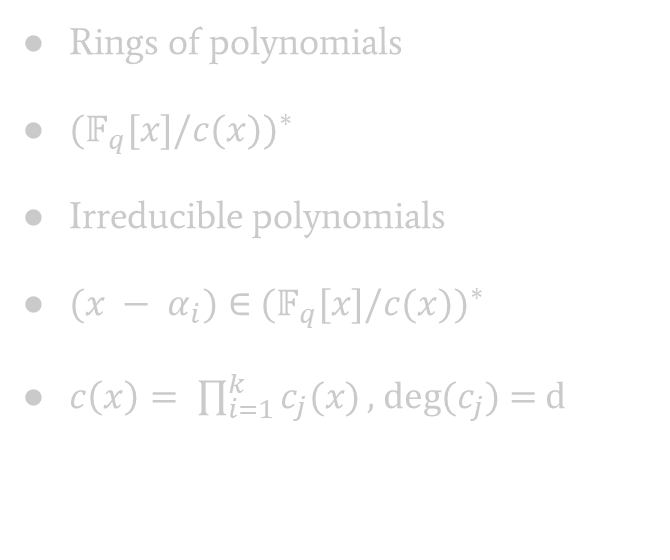 ● Rings of polynomials
● (𝔽_q[x]/c(x))*
● Irreducible polynomials
● (x − α_i) ∈ (𝔽_q[x]/c(x))*
● c(x) = ∏_{i=1}^{k} c_j(x), deg(c_j) = d